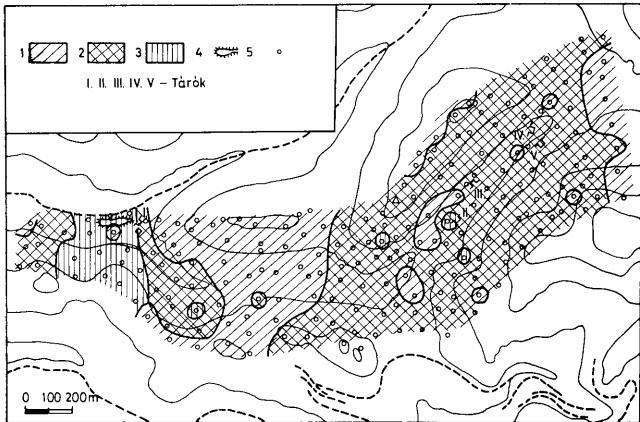 1 2 3 4 5
I. II. III. IV. V – Tárók
IV.
V.
III.
II.
I.
0 100 200 m